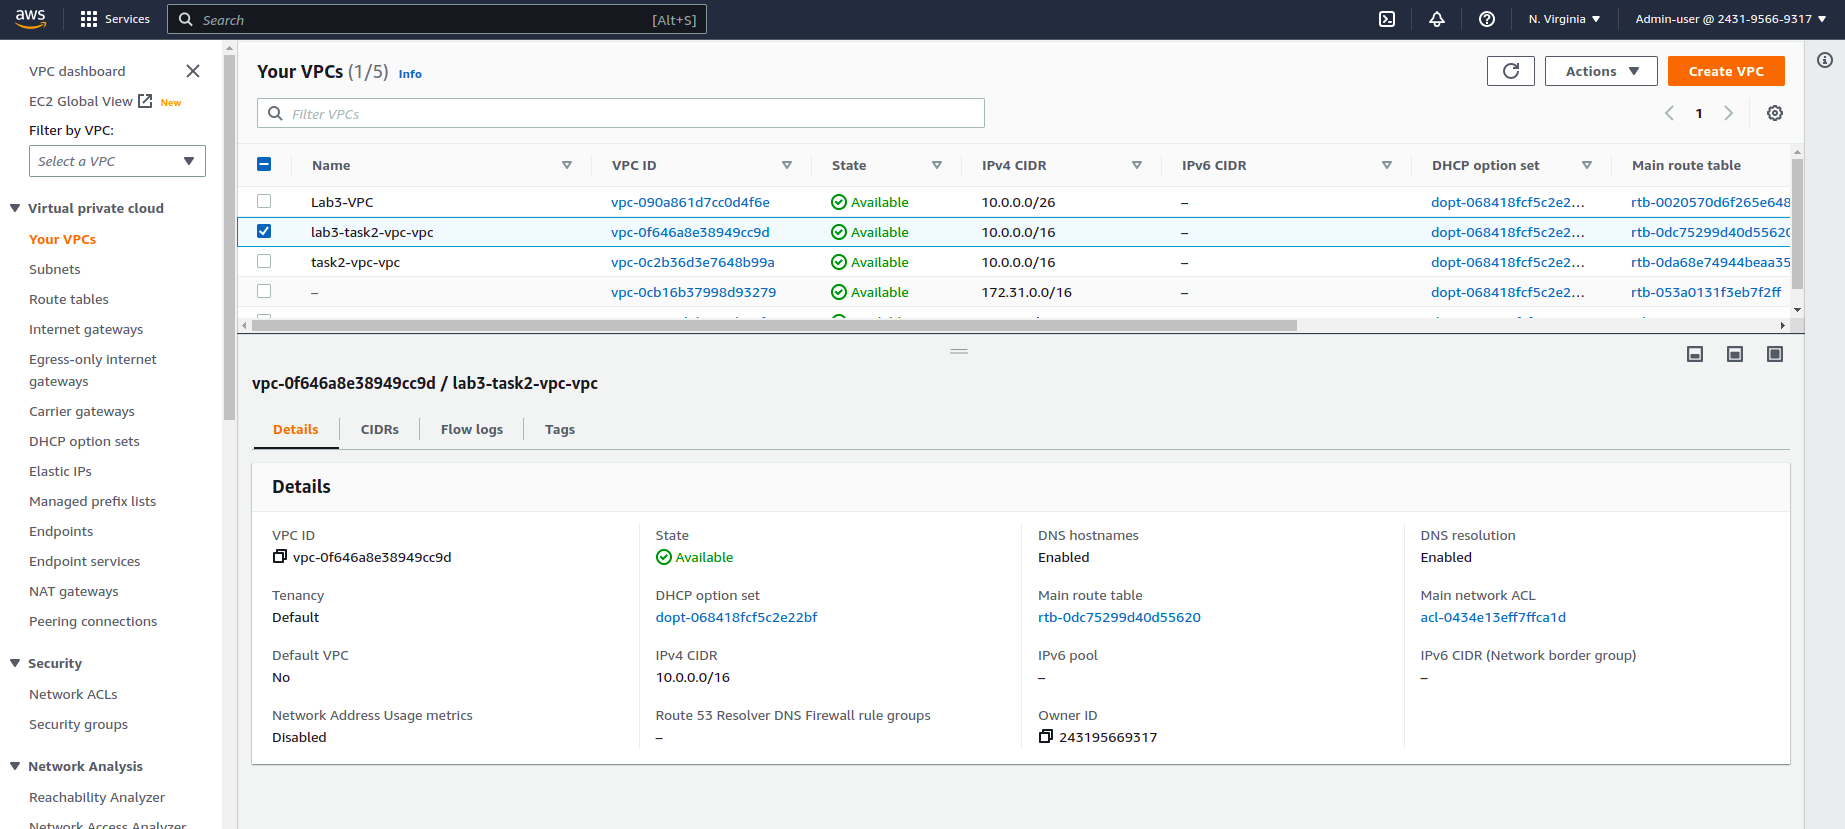 aws
Services
Search
[Alt+S]
N. Virginia
Admin-user @ 2431-9566-9317
VPC dashboard
EC2 Global View New
Filter by VPC:
Select a VPC
Virtual private cloud
Your VPCs
Subnets
Route tables
Internet gateways
Egress-only internet
gateways
Carrier gateways
DHCP option sets
Elastic IPs
Managed prefix lists
Endpoints
Endpoint services
NAT gateways
Peering connections
Security
Network ACLs
Security groups
Network Analysis
Reachability Analyzer
Network Access Analyzer
Your VPCs (1/5) Info
Actions
Create VPC
Filter VPCs
1
Name VPC ID State IPv4 CIDR IPv6 CIDR DHCP option set Main route table
Lab3-VPC vpc-090a861d7cc0d4f6e Available 10.0.0.0/26 – dopt-068418fcf5c2e2... rtb-0020570d6f265e648
lab3-task2-vpc-vpc vpc-0f646a8e38949cc9d Available 10.0.0.0/16 – dopt-068418fcf5c2e2... rtb-0dc75299d40d55620
task2-vpc-vpc vpc-0c2b36d3e7648b99a Available 10.0.0.0/16 – dopt-068418fcf5c2e2... rtb-0da68e74944beaa35
– vpc-0cb16b37998d93279 Available 172.31.0.0/16 – dopt-068418fcf5c2e2... rtb-053a0131f3eb7f2ff
vpc-0f646a8e38949cc9d / lab3-task2-vpc-vpc
Details CIDRs Flow logs Tags
Details
VPC ID
vpc-0f646a8e38949cc9d
State
Available
DNS hostnames
Enabled
DNS resolution
Enabled
Tenancy
Default
DHCP option set
dopt-068418fcf5c2e22bf
Main route table
rtb-0dc75299d40d55620
Main network ACL
acl-0434e13eff7ffca1d
Default VPC
No
IPv4 CIDR
10.0.0.0/16
IPv6 pool
–
IPv6 CIDR (Network border group)
–
Network Address Usage metrics
Disabled
Route 53 Resolver DNS Firewall rule groups
–
Owner ID
243195669317